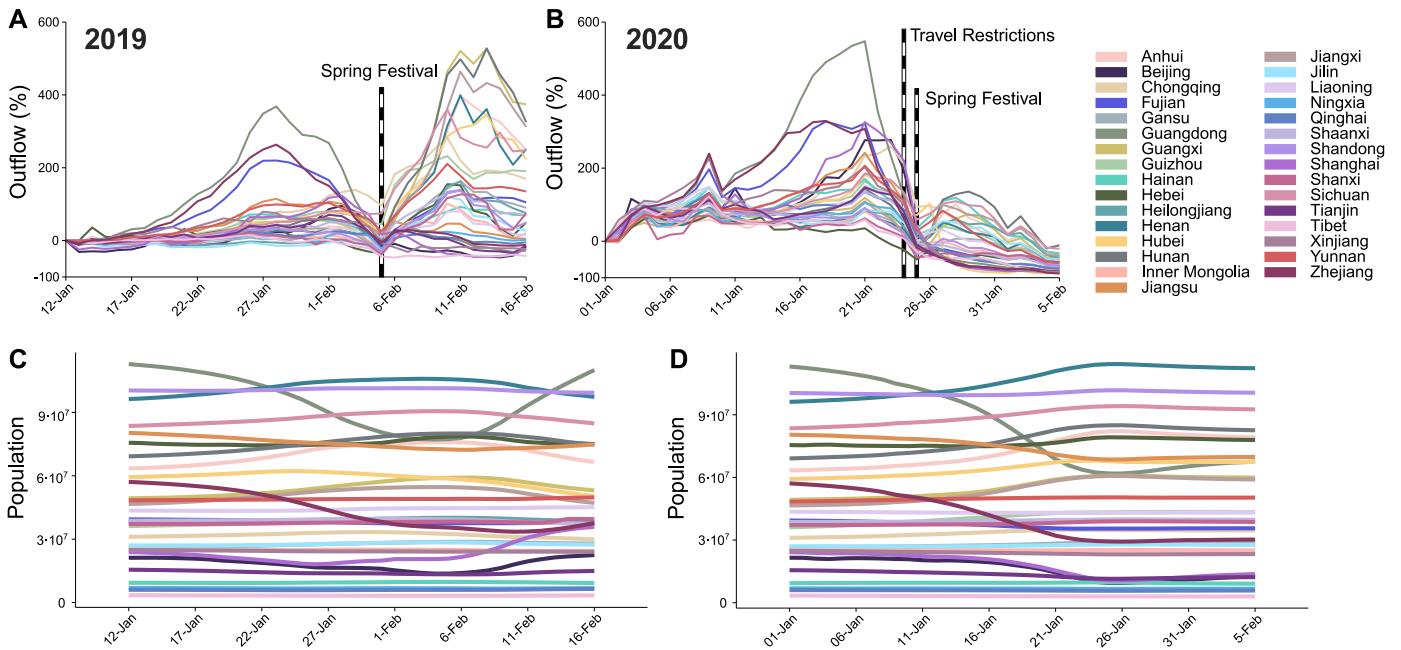 A
2019
Outflow (%)
600
400
200
0
-100
Spring Festival
12-Jan
17-Jan
22-Jan
27-Jan
1-Feb
6-Feb
11-Feb
16-Feb
B
2020
Outflow (%)
600
400
200
0
-100
Travel Restrictions
Spring Festival
01-Jan
06-Jan
11-Jan
16-Jan
21-Jan
26-Jan
31-Jan
5-Feb
Anhui
Beijing
Chongqing
Fujian
Gansu
Guangdong
Guangxi
Guizhou
Hainan
Hebei
Heilongjiang
Henan
Hubei
Hunan
Inner Mongolia
Jiangsu
Jiangxi
Jilin
Liaoning
Ningxia
Qinghai
Shaanxi
Shandong
Shanghai
Shanxi
Sichuan
Tianjin
Tibet
Xinjiang
Yunnan
Zhejiang
C
Population
9·10⁷
6·10⁷
3·10⁷
0
12-Jan
17-Jan
22-Jan
27-Jan
1-Feb
6-Feb
11-Feb
16-Feb
D
Population
9·10⁷
6·10⁷
3·10⁷
0
01-Jan
06-Jan
11-Jan
16-Jan
21-Jan
26-Jan
31-Jan
5-Feb